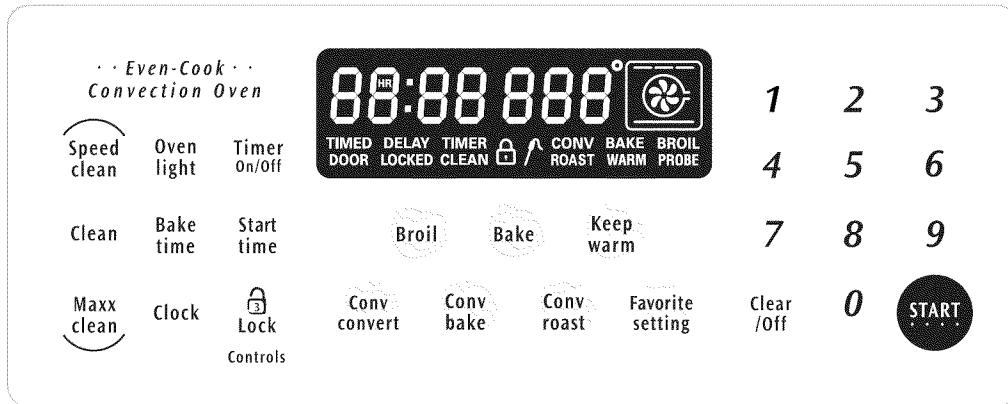 · · Even-Cook · ·
Convection Oven
88:88 888°
HR
TIMED DELAY TIMER CONV BAKE BROIL
DOOR LOCKED CLEAN ROAST WARM PROBE
Speed
clean
Oven
light
Timer
On/Off
Clean
Bake
time
Start
time
Maxx
clean
Clock
3
Lock
Controls
Broil
Bake
Keep
warm
Conv
convert
Conv
bake
Conv
roast
Favorite
setting
1 2 3
4 5 6
7 8 9
Clear
/Off
0
START